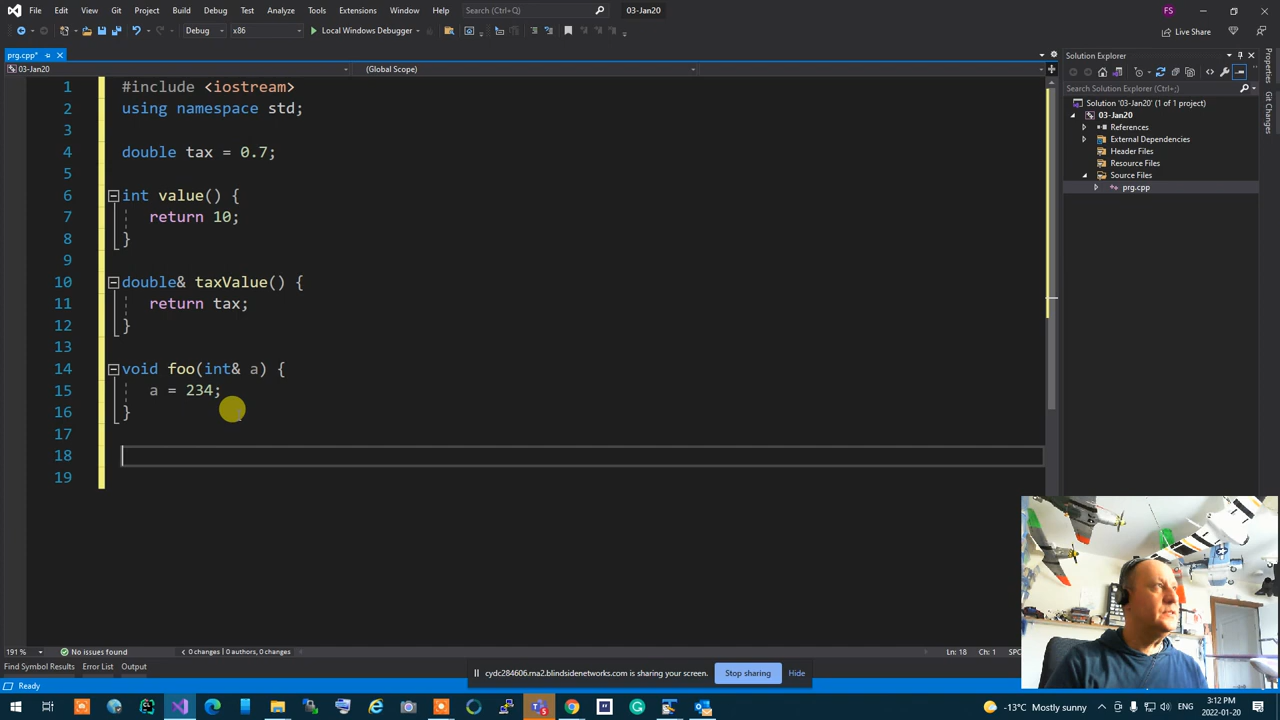 File Edit View Git Project Build Debug Test Analyze Tools Extensions Window Help Search (Ctrl+Q) 03-Jan20 FS
Debug x86 Local Windows Debugger Live Share
prg.cpp*
Solution Explorer
03-Jan20 (Global Scope)
Search Solution Explorer (Ctrl+;)
Solution '03-Jan20' (1 of 1 project)
03-Jan20
References
External Dependencies
Header Files
Resource Files
Source Files
prg.cpp
Properties
Git Changes
1 #include <iostream>
2 using namespace std;
3
4 double tax = 0.7;
5
6 int value() {
7 return 10;
8 }
9
10 double& taxValue() {
11 return tax;
12 }
13
14 void foo(int& a) {
15 a = 234;
16 }
17
18
19
191 % No issues found 0 changes | 0 authors, 0 changes Ln: 18 Ch: 1 SPC
Find Symbol Results Error List Output
cydc284606.rna2.blindsidenetworks.com is sharing your screen. Stop sharing Hide
Ready
-13°C Mostly sunny ENG 3:12 PM
2022-01-20